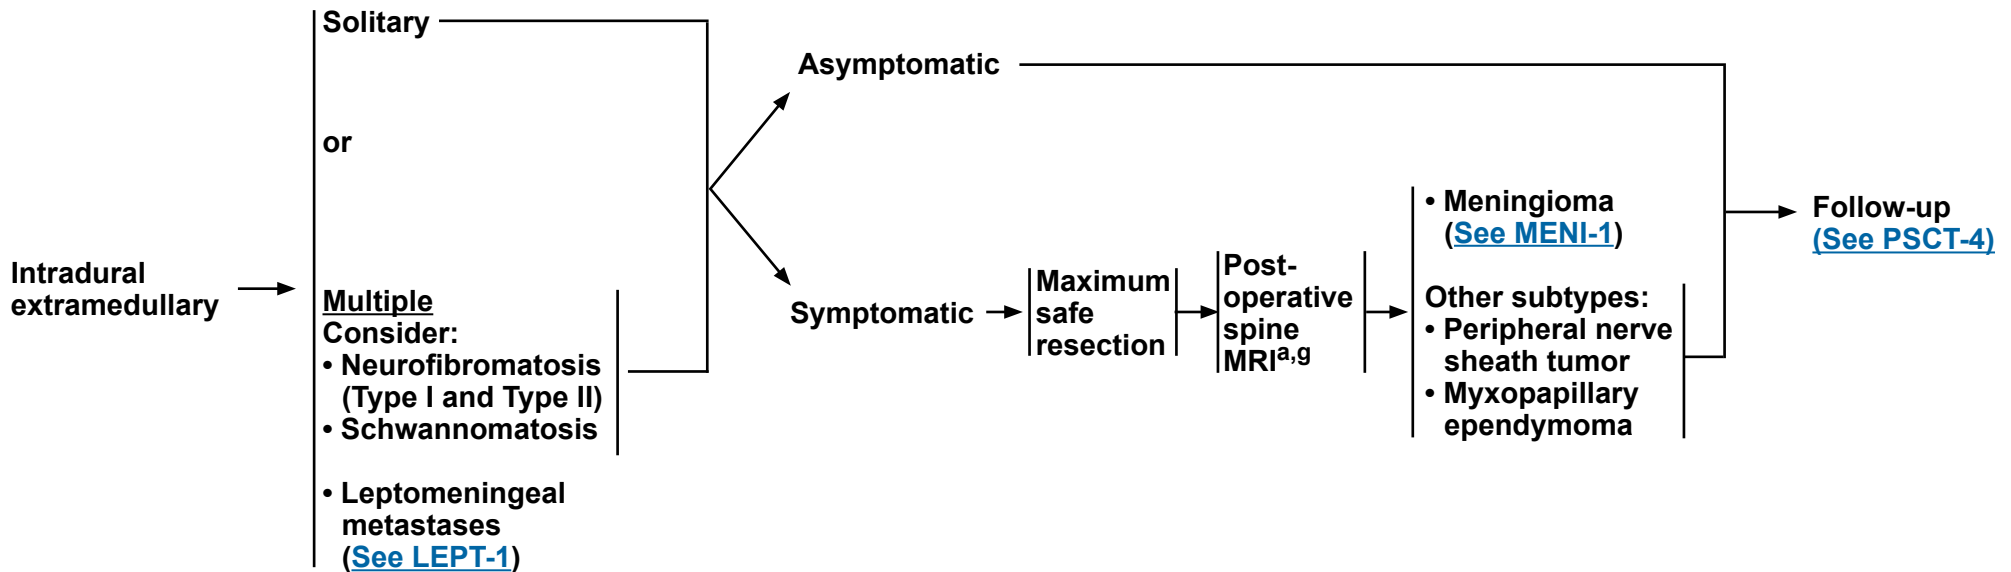 Intradural
extramedullary
Solitary
or
Multiple
Consider:
• Neurofibromatosis
(Type I and Type II)
• Schwannomatosis
• Leptomeningeal
metastases
(See LEPT-1)
Asymptomatic
Symptomatic
Maximum
safe
resection
Post-
operative
spine
MRIa,g
• Meningioma
(See MENI-1)
Other subtypes:
• Peripheral nerve
sheath tumor
• Myxopapillary
ependymoma
Follow-up
(See PSCT-4)